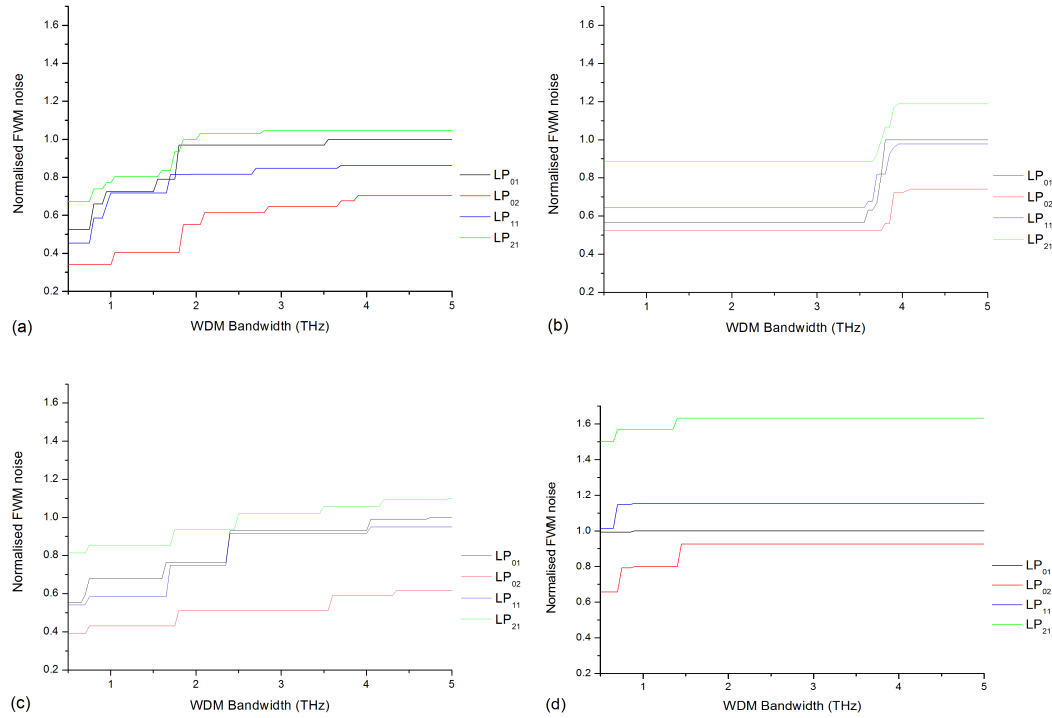 1.6
1.4
1.2
1.0
0.8
0.6
0.4
0.2
Normalised FWM noise
1 2 3 4 5
WDM Bandwidth (THz)
LP01
LP02
LP11
LP21
(a)
1.6
1.4
1.2
1.0
0.8
0.6
0.4
0.2
Normalised FWM noise
1 2 3 4 5
WDM Bandwidth (THz)
LP01
LP02
LP11
LP21
(b)
1.6
1.4
1.2
1.0
0.8
0.6
0.4
0.2
Normalised FWM noise
1 2 3 4 5
WDM Bandwidth (THz)
LP01
LP02
LP11
LP21
(c)
1.6
1.4
1.2
1.0
0.8
0.6
0.4
0.2
Normalised FWM noise
1 2 3 4 5
WDM Bandwidth (THz)
LP01
LP02
LP11
LP21
(d)